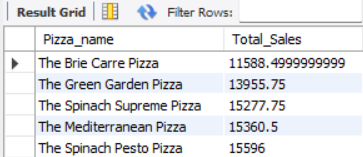 Result Grid Filter Rows:
Pizza_name Total_Sales
The Brie Carre Pizza 11588.4999999999
The Green Garden Pizza 13955.75
The Spinach Supreme Pizza 15277.75
The Mediterranean Pizza 15360.5
The Spinach Pesto Pizza 15596